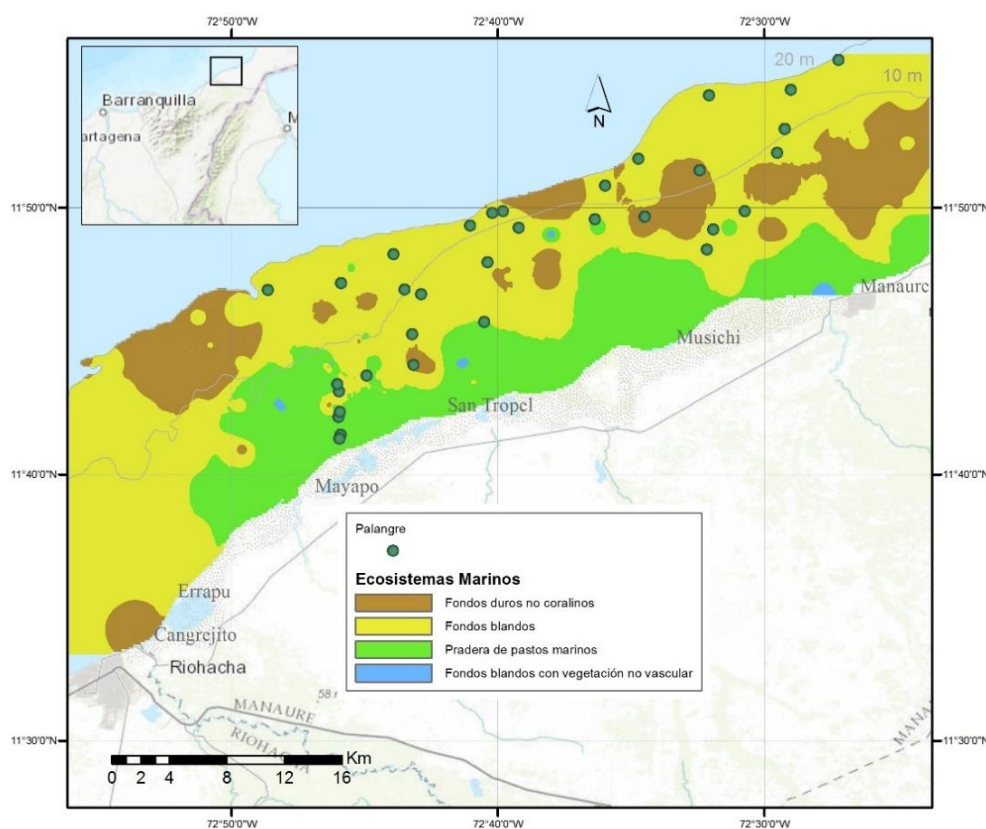 72°50'0"W
72°40'0"W
72°30'0"W
20 m
10 m
Barranquilla
artagena
M
N
11°50'0"N
11°50'0"N
Manaure
Musichi
San Tropel
11°40'0"N
11°40'0"N
Mayapo
Palangre
Ecosistemas Marinos
Fondos duros no coralinos
Fondos blandos
Pradera de pastos marinos
Fondos blandos con vegetación no vascular
Errapu
Cangrejito
Riohacha
58
MANAURE
RIOHACHA
MANA
11°30'0"N
11°30'0"N
Km
0 2 4 8 12 16
72°50'0"W
72°40'0"W
72°30'0"W